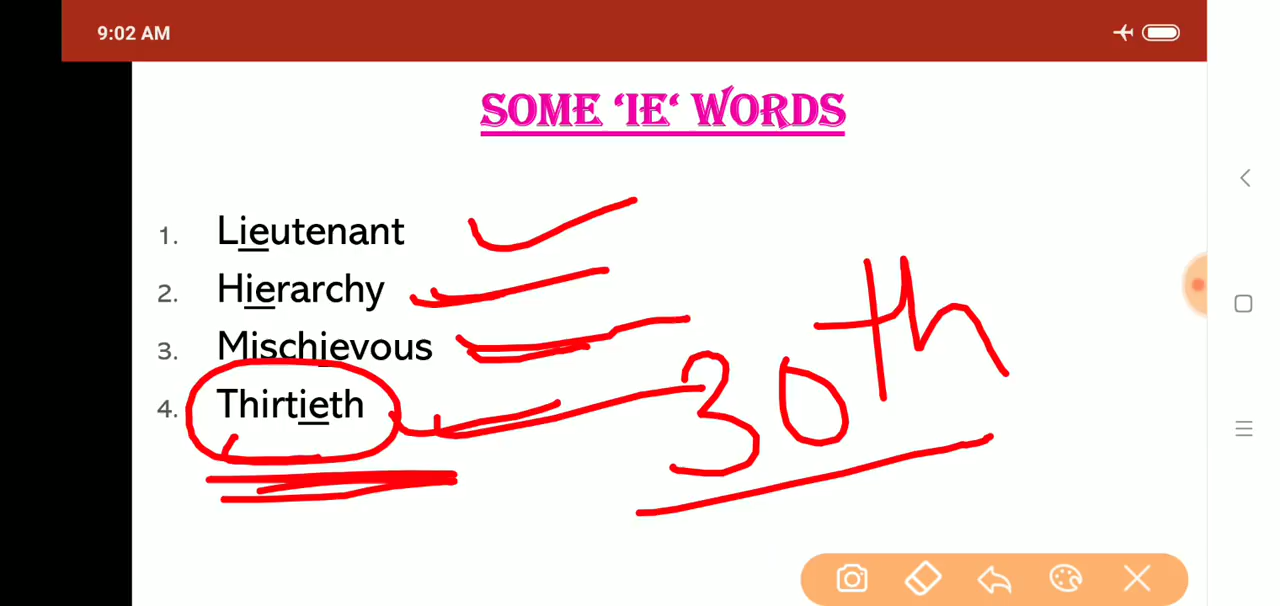 9:02 AM
SOME ‘IE‘ WORDS
1. Lieutenant
2. Hierarchy
3. Mischievous
4. Thirtieth
30th